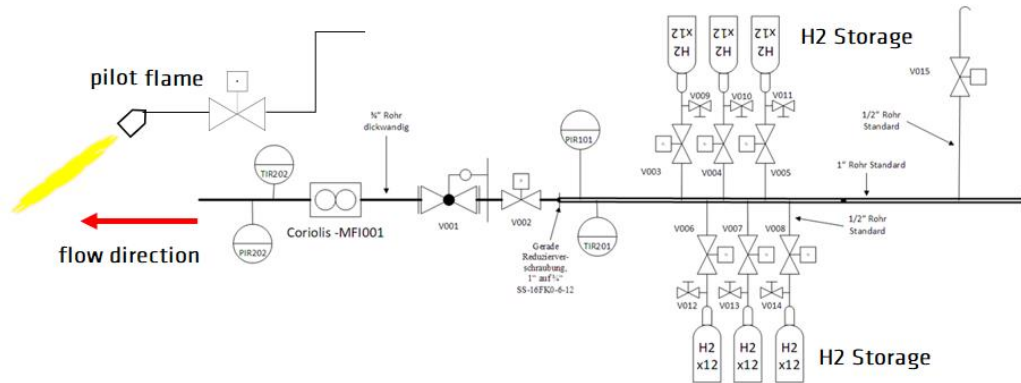 H2
x12
H2
x12
H2
x12
H2 Storage
pilot flame
V009
V010
V011
V015
¾" Rohr
dickwandig
PIR101
1/2" Rohr
Standard
TIR202
V003
V004
V005
1" Rohr Standard
Coriolis -MFI001
V001
V002
PIR202
TIR201
V006
V007
V008
1/2" Rohr
Standard
flow direction
Gerade
Reduzierver-
schraubung,
1" auf ¾"
SS-16FK0-6-12
V012
V013
V014
H2
x12
H2
x12
H2
x12
H2 Storage